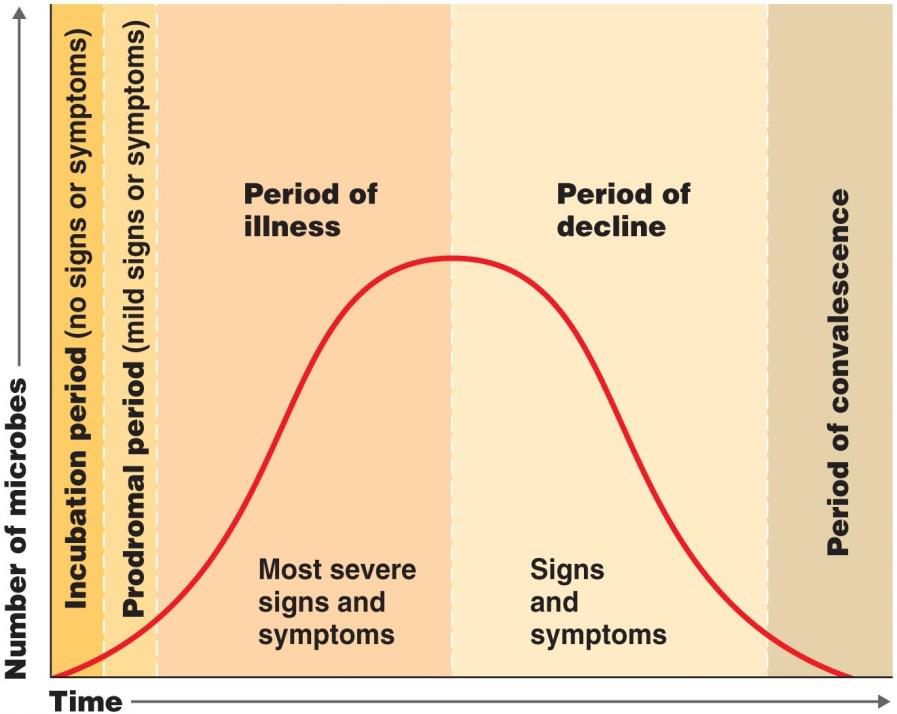 Number of microbes
Incubation period (no signs or symptoms)
Prodromal period (mild signs or symptoms)
Period of
illness
Most severe
signs and
symptoms
Period of
decline
Signs
and
symptoms
Period of convalescence
Time